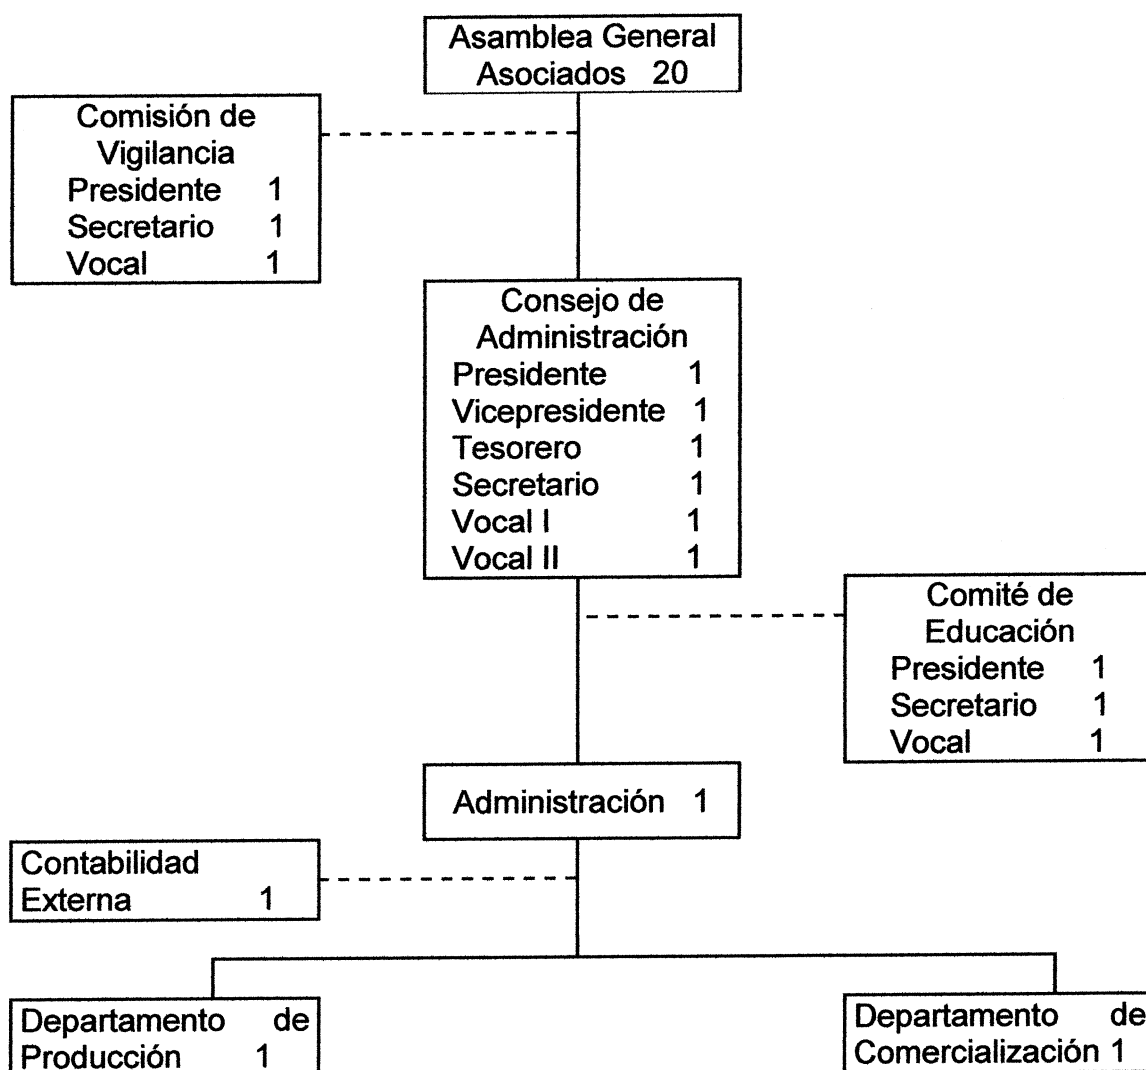 Asamblea General
Asociados 20
Comisión de
Vigilancia
Presidente 1
Secretario 1
Vocal 1
Consejo de
Administración
Presidente 1
Vicepresidente 1
Tesorero 1
Secretario 1
Vocal I 1
Vocal II 1
Comité de
Educación
Presidente 1
Secretario 1
Vocal 1
Administración 1
Contabilidad
Externa 1
Departamento de
Producción 1
Departamento de
Comercialización 1